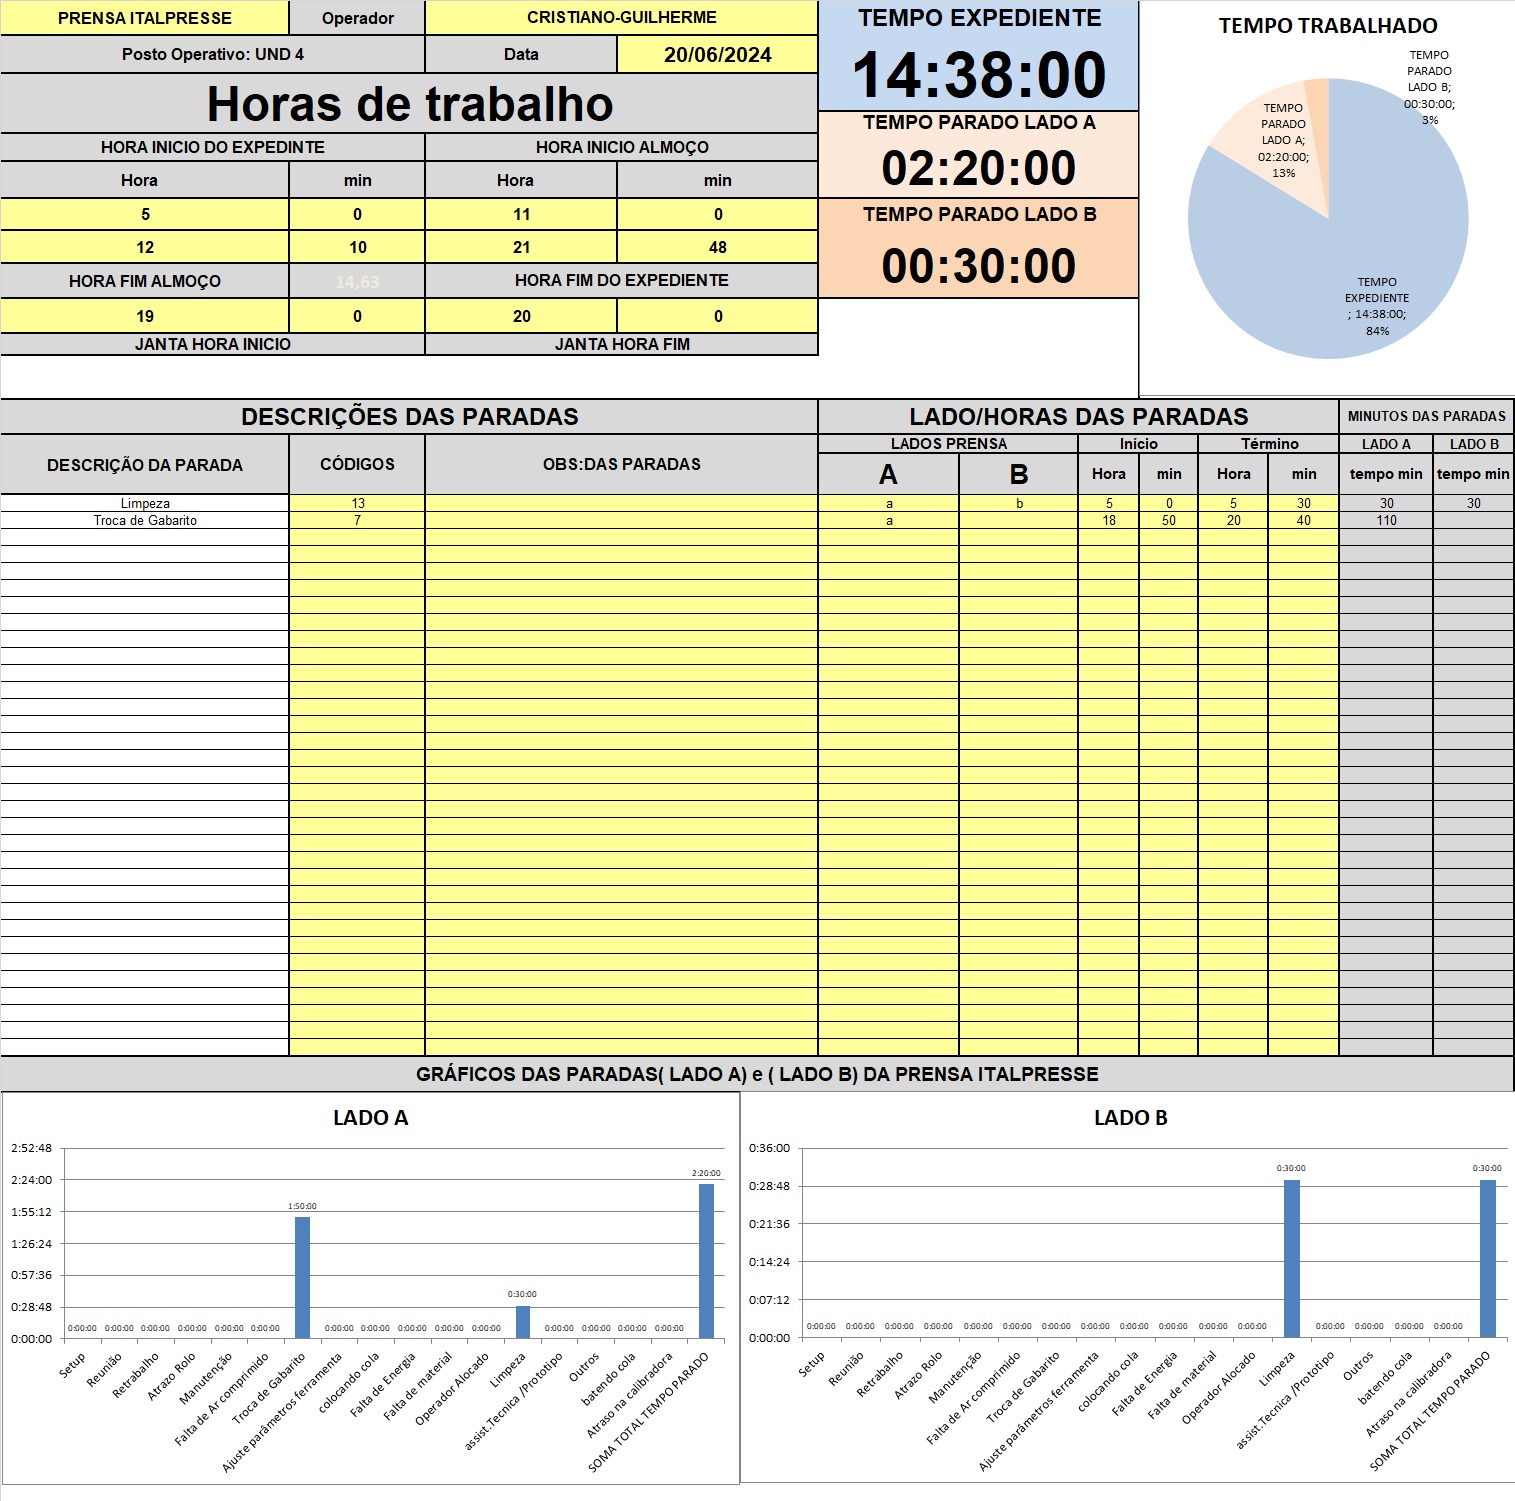 PRENSA ITALPRESSE Operador CRISTIANO-GUILHERME
Posto Operativo: UND 4 Data 20/06/2024
Horas de trabalho
HORA INICIO DO EXPEDINTE HORA INICIO ALMOÇO
Hora min Hora min
5 0 11 0
12 10 21 48
HORA FIM ALMOÇO 14,63 HORA FIM DO EXPEDIENTE
19 0 20 0
JANTA HORA INICIO JANTA HORA FIM
TEMPO EXPEDIENTE
14:38:00
TEMPO PARADO LADO A
02:20:00
TEMPO PARADO LADO B
00:30:00
TEMPO TRABALHADO
TEMPO
PARADO
LADO B;
00:30:00;
3%
TEMPO
PARADO
LADO A;
02:20:00;
13%
TEMPO
EXPEDIENTE
; 14:38:00;
84%
DESCRIÇÕES DAS PARADAS LADO/HORAS DAS PARADAS MINUTOS DAS PARADAS
DESCRIÇÃO DA PARADA CÓDIGOS OBS:DAS PARADAS
LADOS PRENSA Início Término LADO A LADO B
A B Hora min Hora min tempo min tempo min
Limpeza 13 a b 5 0 5 30 30 30
Troca de Gabarito 7 a 18 50 20 40 110
GRÁFICOS DAS PARADAS( LADO A) e ( LADO B) DA PRENSA ITALPRESSE
LADO A
2:52:48
2:24:00
1:55:12
1:26:24
0:57:36
0:28:48
0:00:00
0:00:00 0:00:00 0:00:00 0:00:00 0:00:00 0:00:00 1:50:00 0:00:00 0:00:00 0:00:00 0:00:00 0:00:00 0:30:00 0:00:00 0:00:00 0:00:00 0:00:00 2:20:00
Setup
Reunião
Retrabalho
Atrazo Rolo
Manutenção
Falta de Ar comprimido
Troca de Gabarito
Ajuste parâmetros ferramenta
colocando cola
Falta de Energia
Falta de material
Operador Alocado
Limpeza
assist.Tecnica /Prototipo
Outros
batendo cola
Atraso na calibradora
SOMA TOTAL TEMPO PARADO
LADO B
0:36:00
0:28:48
0:21:36
0:14:24
0:07:12
0:00:00
0:00:00 0:00:00 0:00:00 0:00:00 0:00:00 0:00:00 0:00:00 0:00:00 0:00:00 0:00:00 0:00:00 0:00:00 0:30:00 0:00:00 0:00:00 0:00:00 0:00:00 0:30:00
Setup
Reunião
Retrabalho
Atrazo Rolo
Manutenção
Falta de Ar comprimido
Troca de Gabarito
Ajuste parâmetros ferramenta
colocando cola
Falta de Energia
Falta de material
Operador Alocado
Limpeza
assist.Tecnica /Prototipo
Outros
batendo cola
Atraso na calibradora
SOMA TOTAL TEMPO PARADO